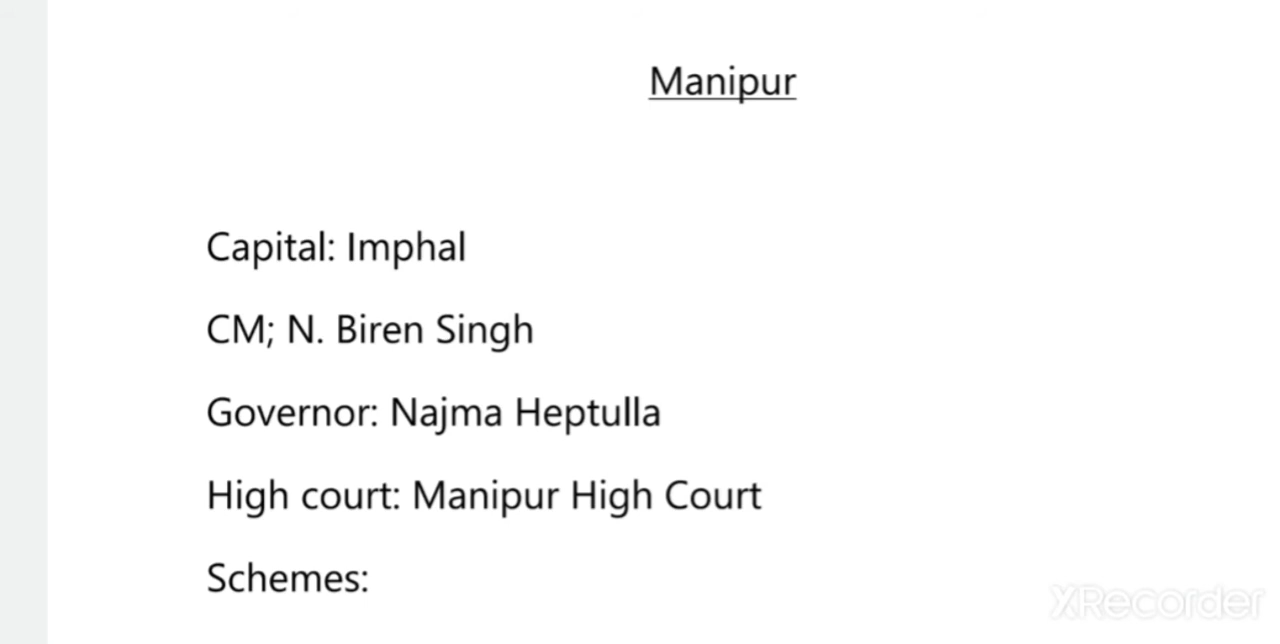 Manipur
Capital: Imphal
CM; N. Biren Singh
Governor: Najma Heptulla
High court: Manipur High Court
Schemes:
XRecorder